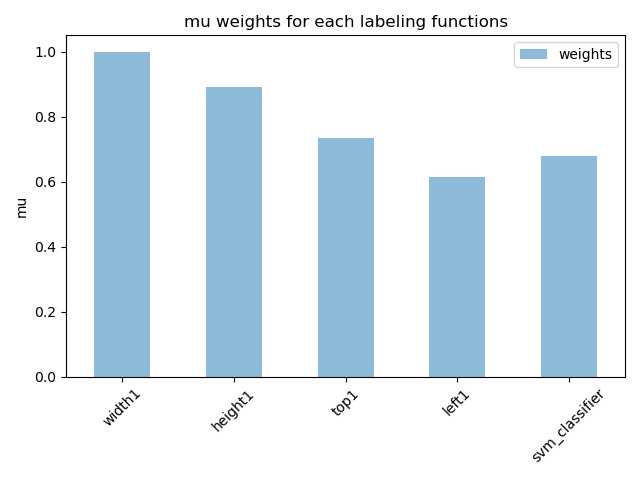 mu weights for each labeling functions
weights
1.0
0.8
0.6
0.4
0.2
0.0
mu
width1
height1
top1
left1
svm_classifier